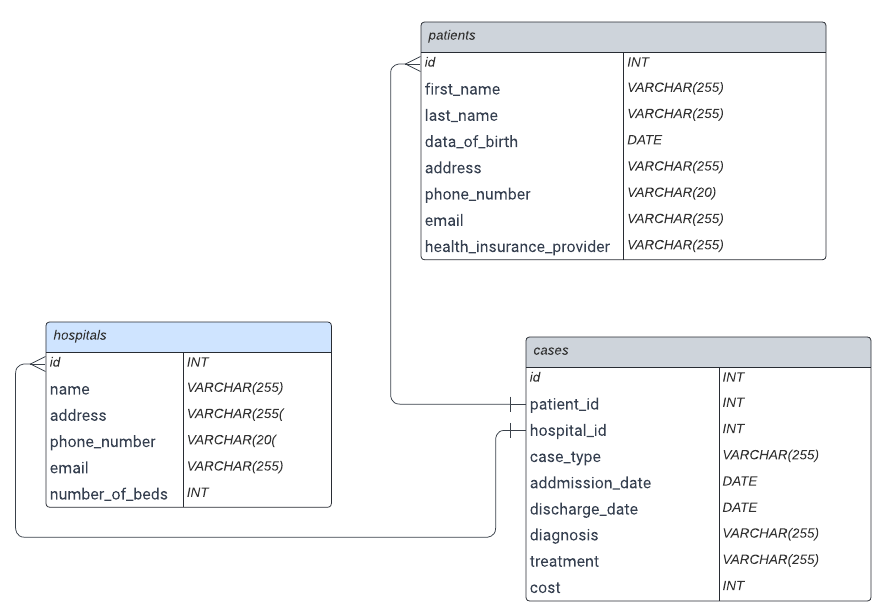 patients
id INT
first_name VARCHAR(255)
last_name VARCHAR(255)
data_of_birth DATE
address VARCHAR(255)
phone_number VARCHAR(20)
email VARCHAR(255)
health_insurance_provider VARCHAR(255)
hospitals
id INT
name VARCHAR(255)
address VARCHAR(255(
phone_number VARCHAR(20(
email VARCHAR(255)
number_of_beds INT
cases
id INT
patient_id INT
hospital_id INT
case_type VARCHAR(255)
addmission_date DATE
discharge_date DATE
diagnosis VARCHAR(255)
treatment VARCHAR(255)
cost INT